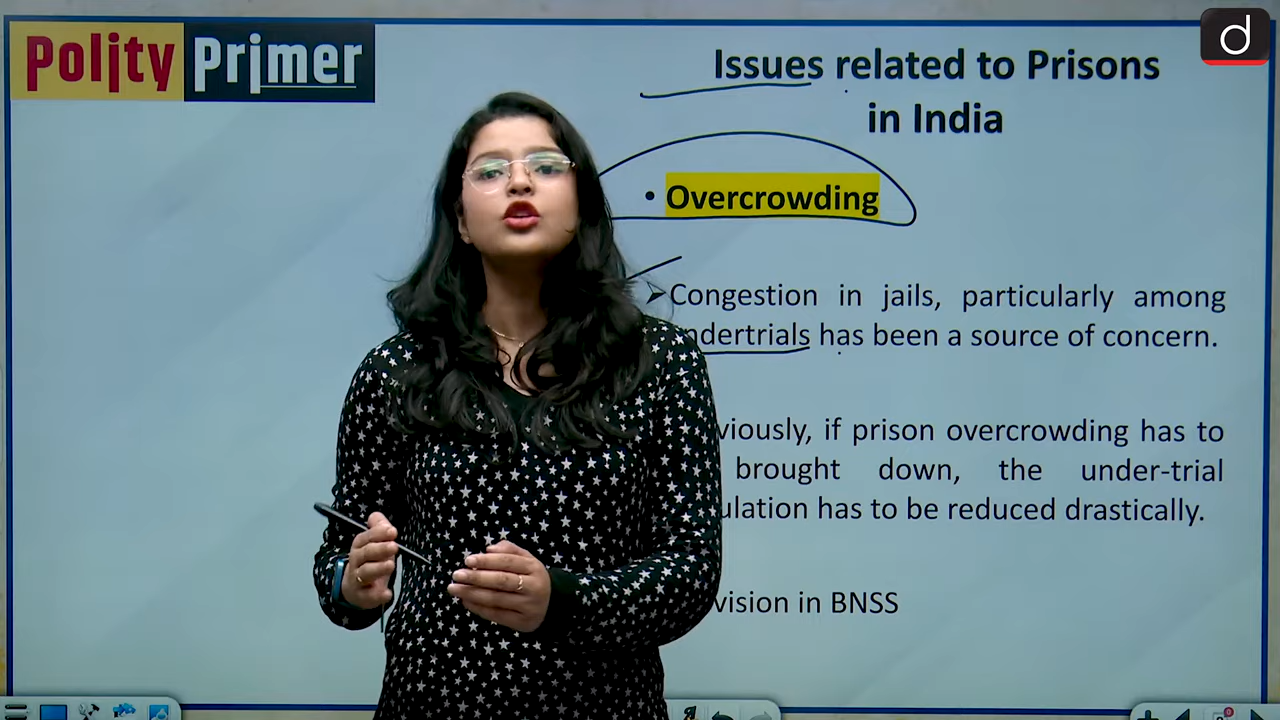 Polity Primer
d
Issues related to Prisons
in India
• Overcrowding
➤Congestion in jails, particularly among
ndertrials has been a source of concern.
viously, if prison overcrowding has to
brought down, the under-trial
ulation has to be reduced drastically.
vision in BNSS